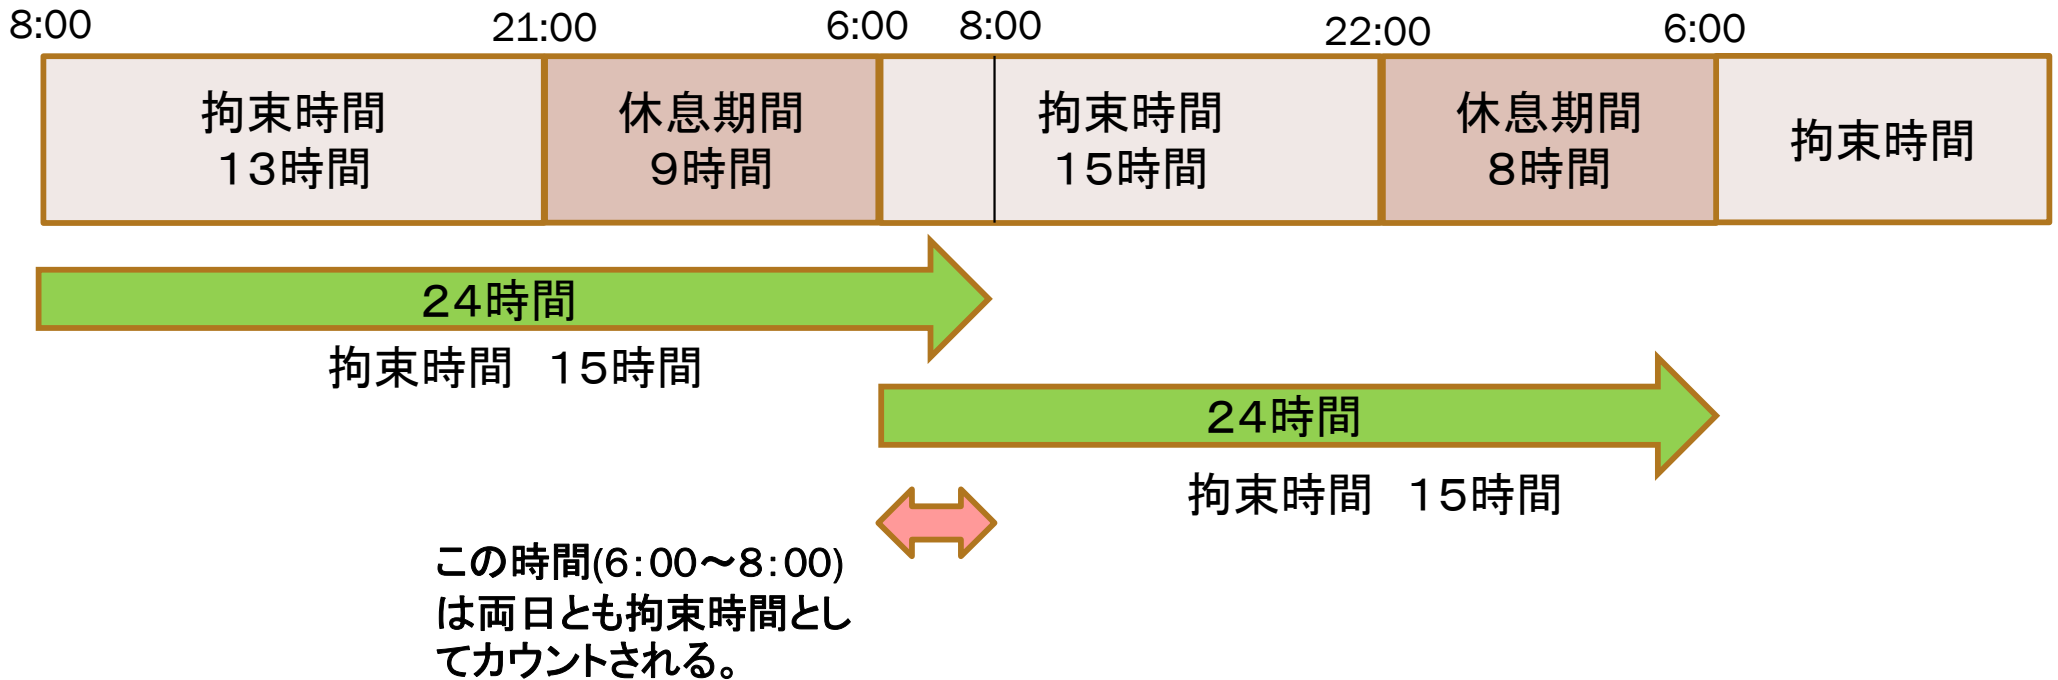 8:00 21:00 6:00 8:00 22:00 6:00
拘束時間
13時間
休息期間
9時間
拘束時間
15時間
休息期間
8時間
拘束時間
24時間
拘束時間　15時間
24時間
拘束時間　15時間
この時間(6:00～8:00)
は両日とも拘束時間とし
てカウントされる。